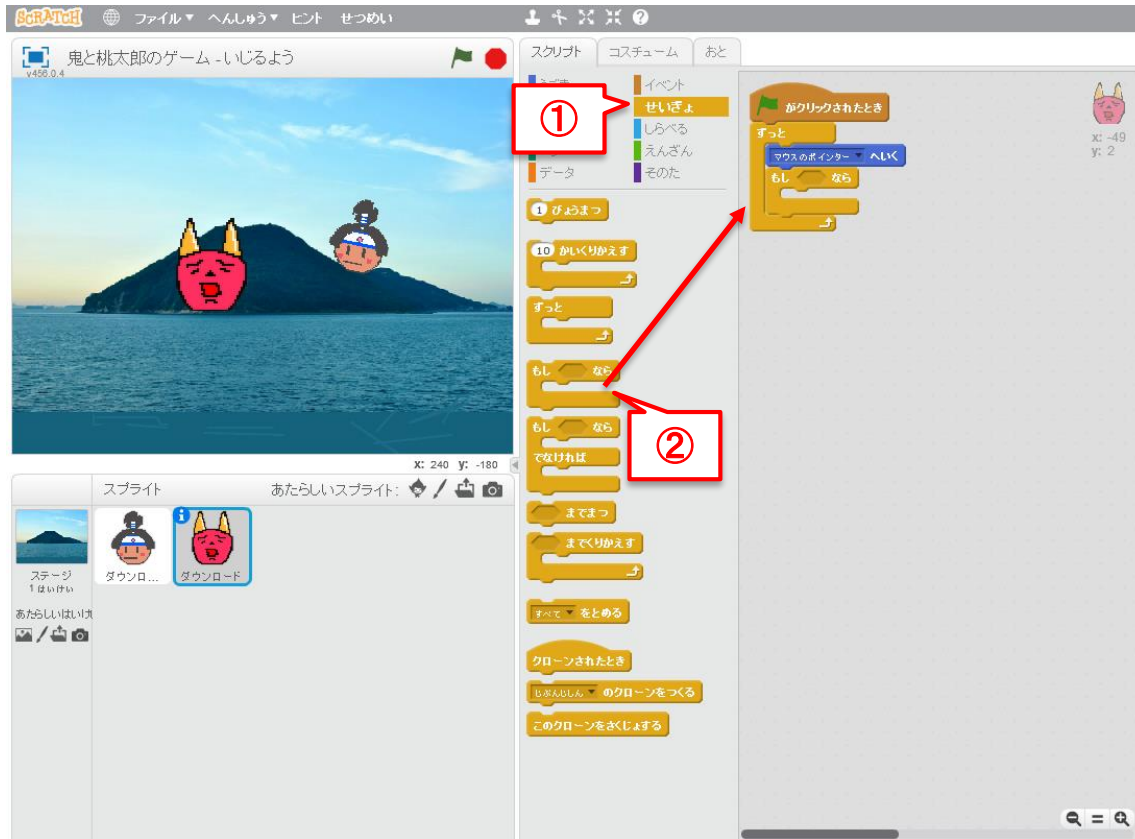 SCRATCH ファイル▼ へんしゅう▼ ヒント せつめい
鬼と桃太郎のゲーム - いじるよう
v456.0.4
x: 240 y: -180
スプライト あたらしいスプライト:
ステージ
1 はいけい
あたらしいはいけ
ダウンロ...
ダウンロード
スクリプト コスチューム おと
イベント
①
せいぎょ
しらべる
えんざん
データ
そのた
1 びょうまつ
10 かいくりかえす
ずっと
もし なら
②
もし なら
でなければ
までまつ
までくりかえす
すべて▼ をとめる
クローンされたとき
じぶんじしん▼ のクローンをつくる
このクローンをさくじょする
がクリックされたとき
ずっと
マウスのポインター▼ へいく
もし なら
x: -49
y: 2